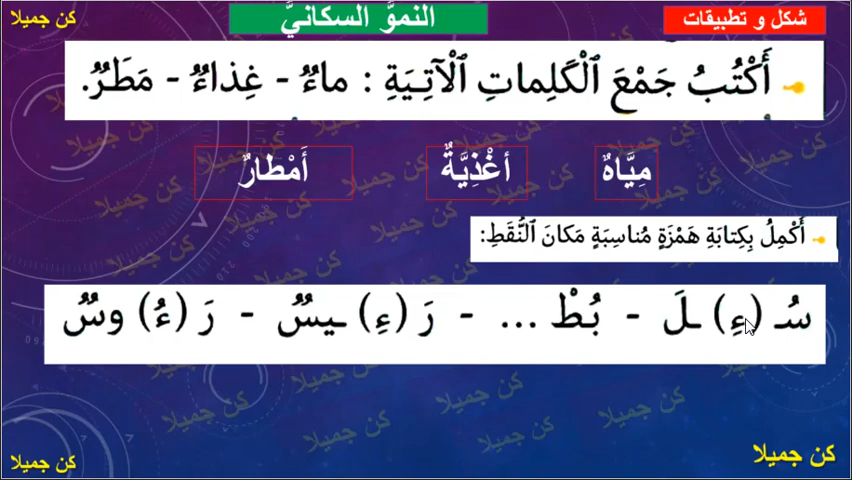 شكل و تطبيقات
النموَّ السكانيَّ
كن جميلا
أَكْتُبُ جَمْعَ ٱلْكَلِماتِ ٱلْآتِيَةِ : ماءٌ - غِذاءٌ - مَطَرٌ.
مِيَّاهٌ أغْذِيَّةٌ أَمْطارٌ
أَكْمِلُ بِكِتابَةِ هَمْزَةٍ مُناسِبَةٍ مَكانَ ٱلنُّقَطِ:
سُـ (ءِ) ـلَ - بُطْ ... - رَ (ءِ) ـيسٌ - رَ (ءُ) وسٌ
كن جميلا
كن جميلا